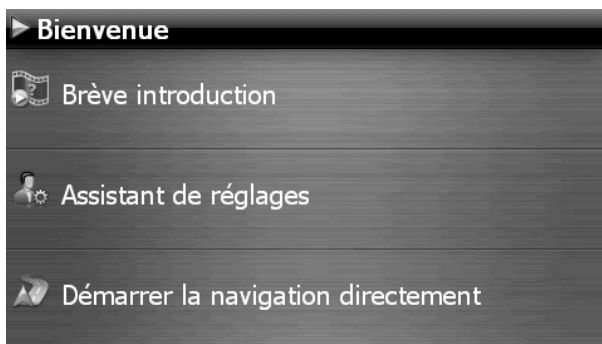 Bienvenue
Brève introduction
Assistant de réglages
Démarrer la navigation directement